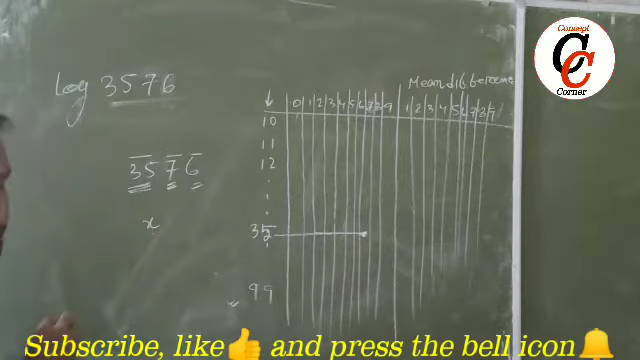 Concept
CC
Corner
Mean difference
log 3576
0 1 2 3 4 5 6 7 8 9 1 2 3 4 5 6 7 8 9
10
11
3576
12
x
35
99
Subscribe, like👍 and press the bell icon🔔